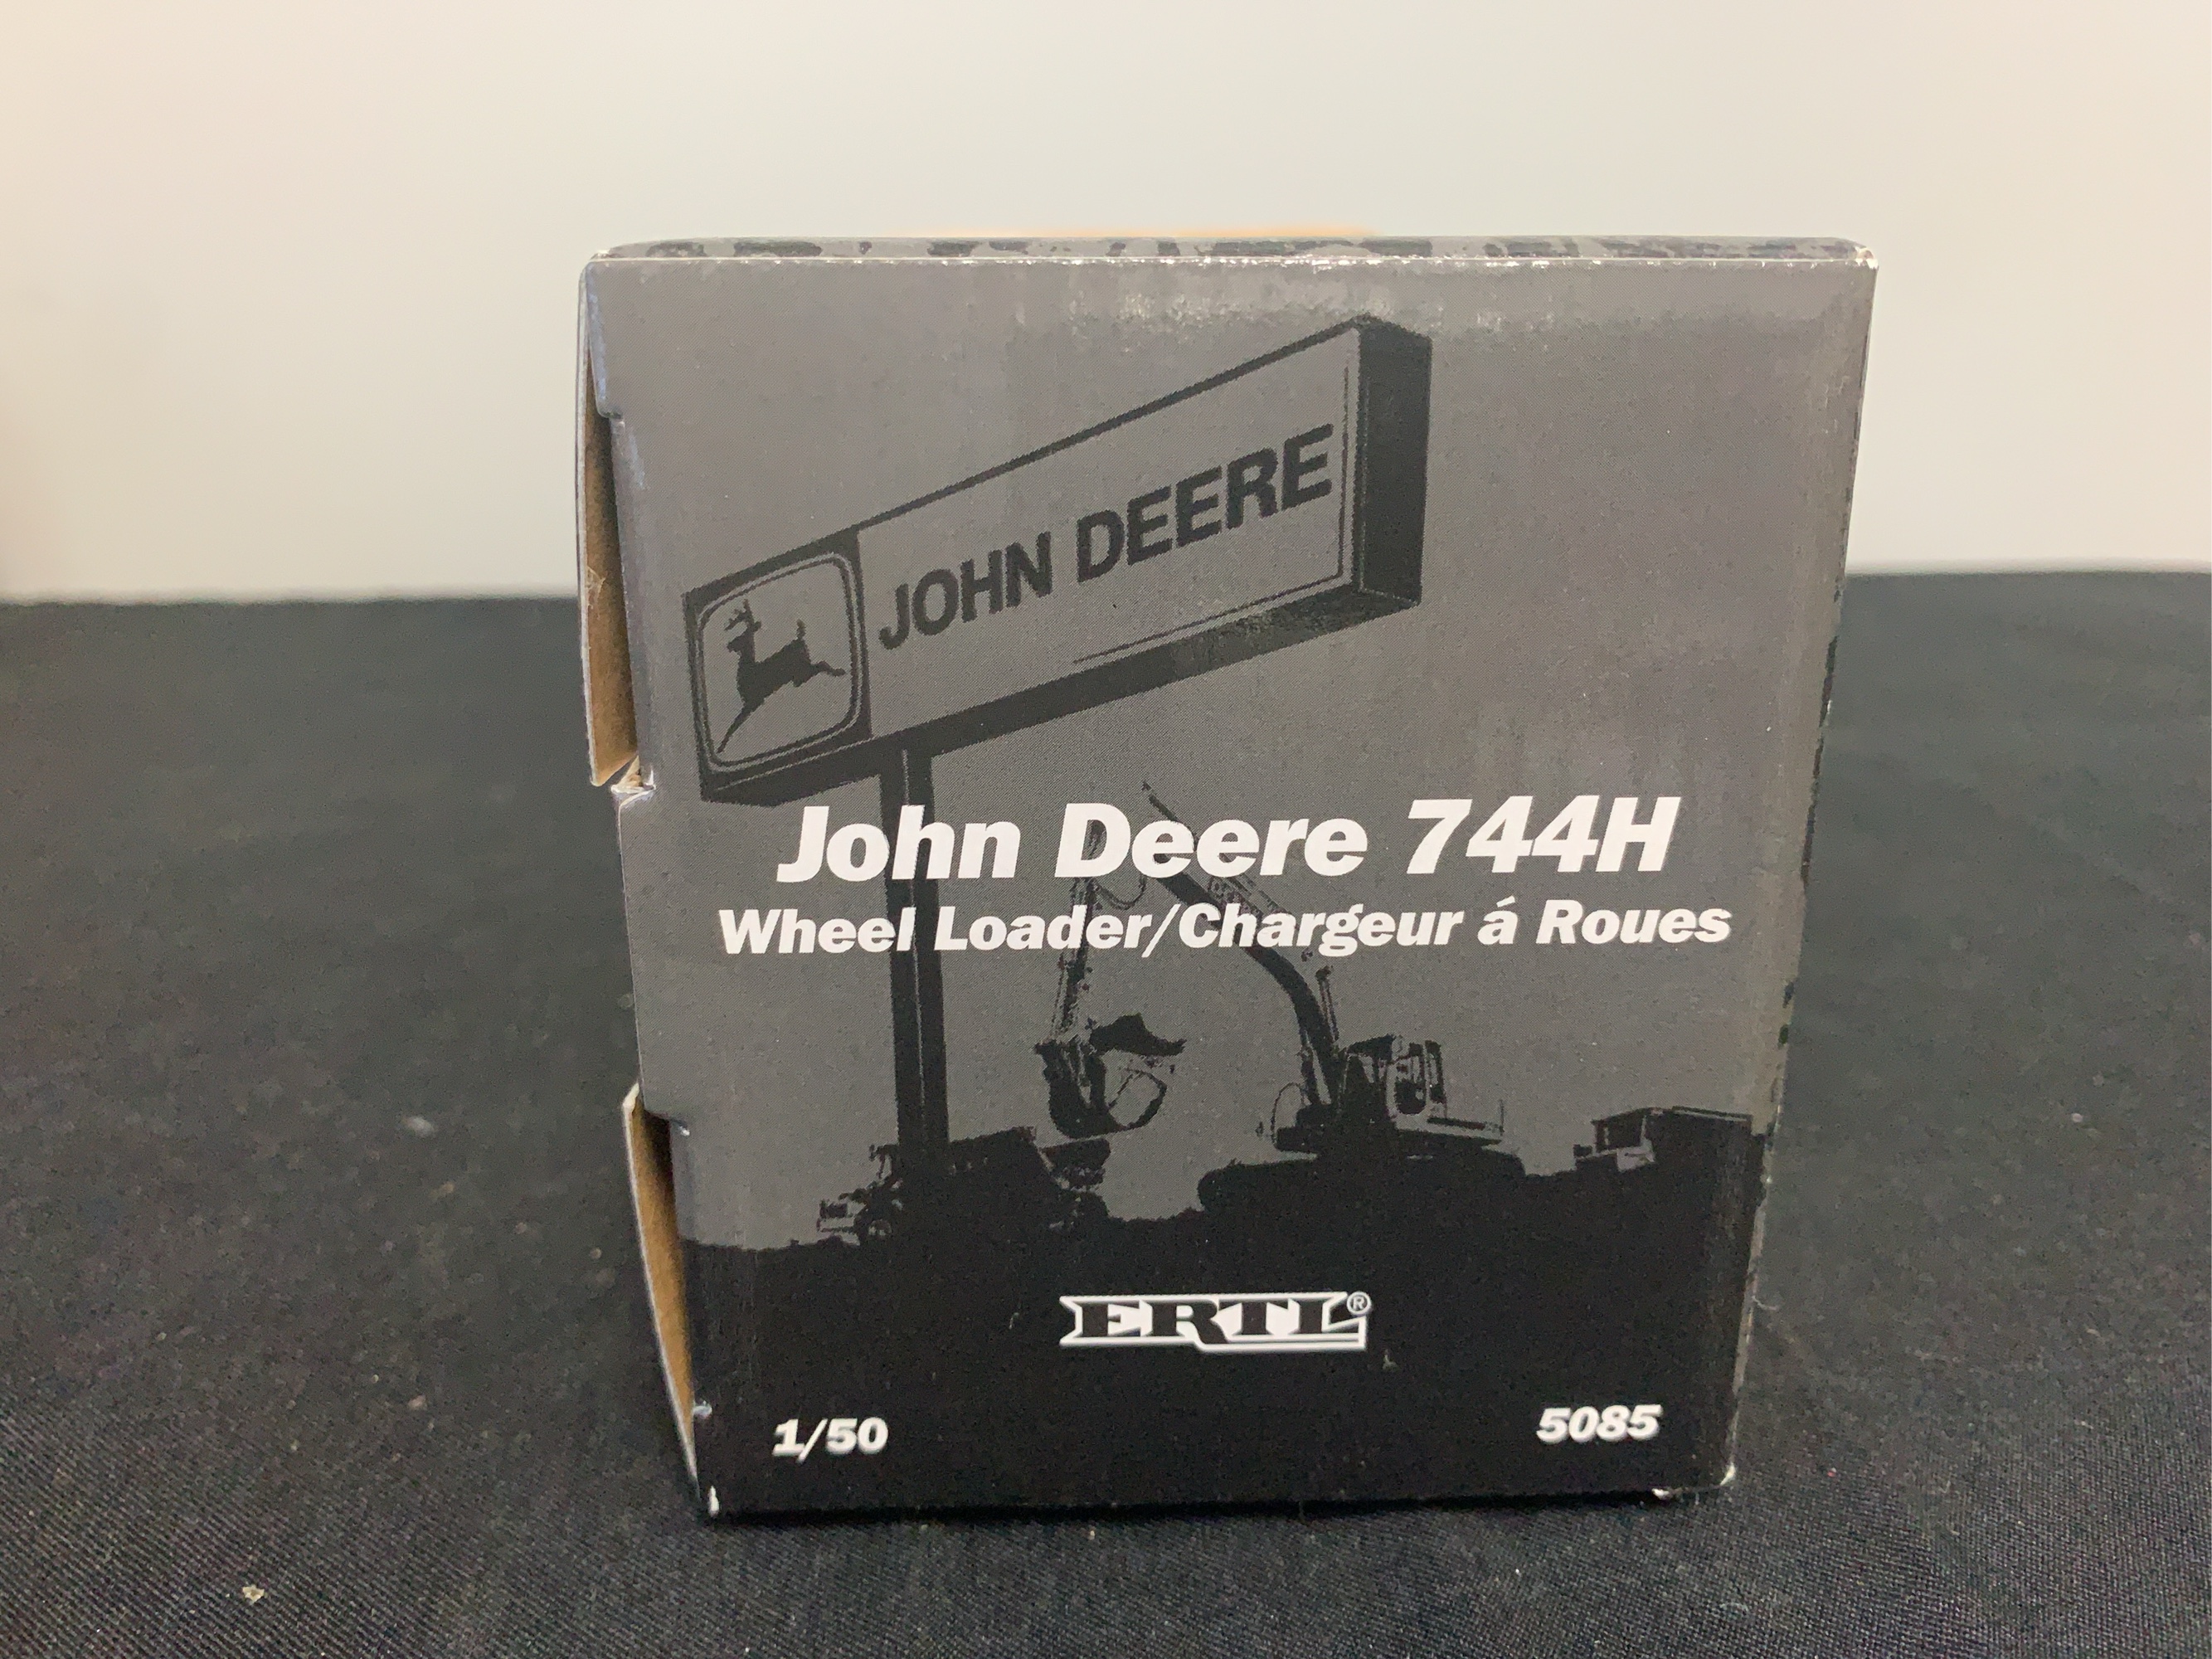 JOHN DEERE
John Deere 744H
Wheel Loader/Chargeur á Roues
ERTL®
1/50
5085